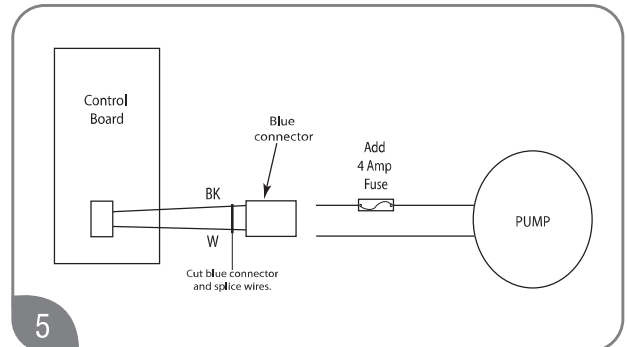 Control
Board
Blue
connector
Add
4 Amp
Fuse
BK
W
PUMP
Cut blue connector
and splice wires.
5